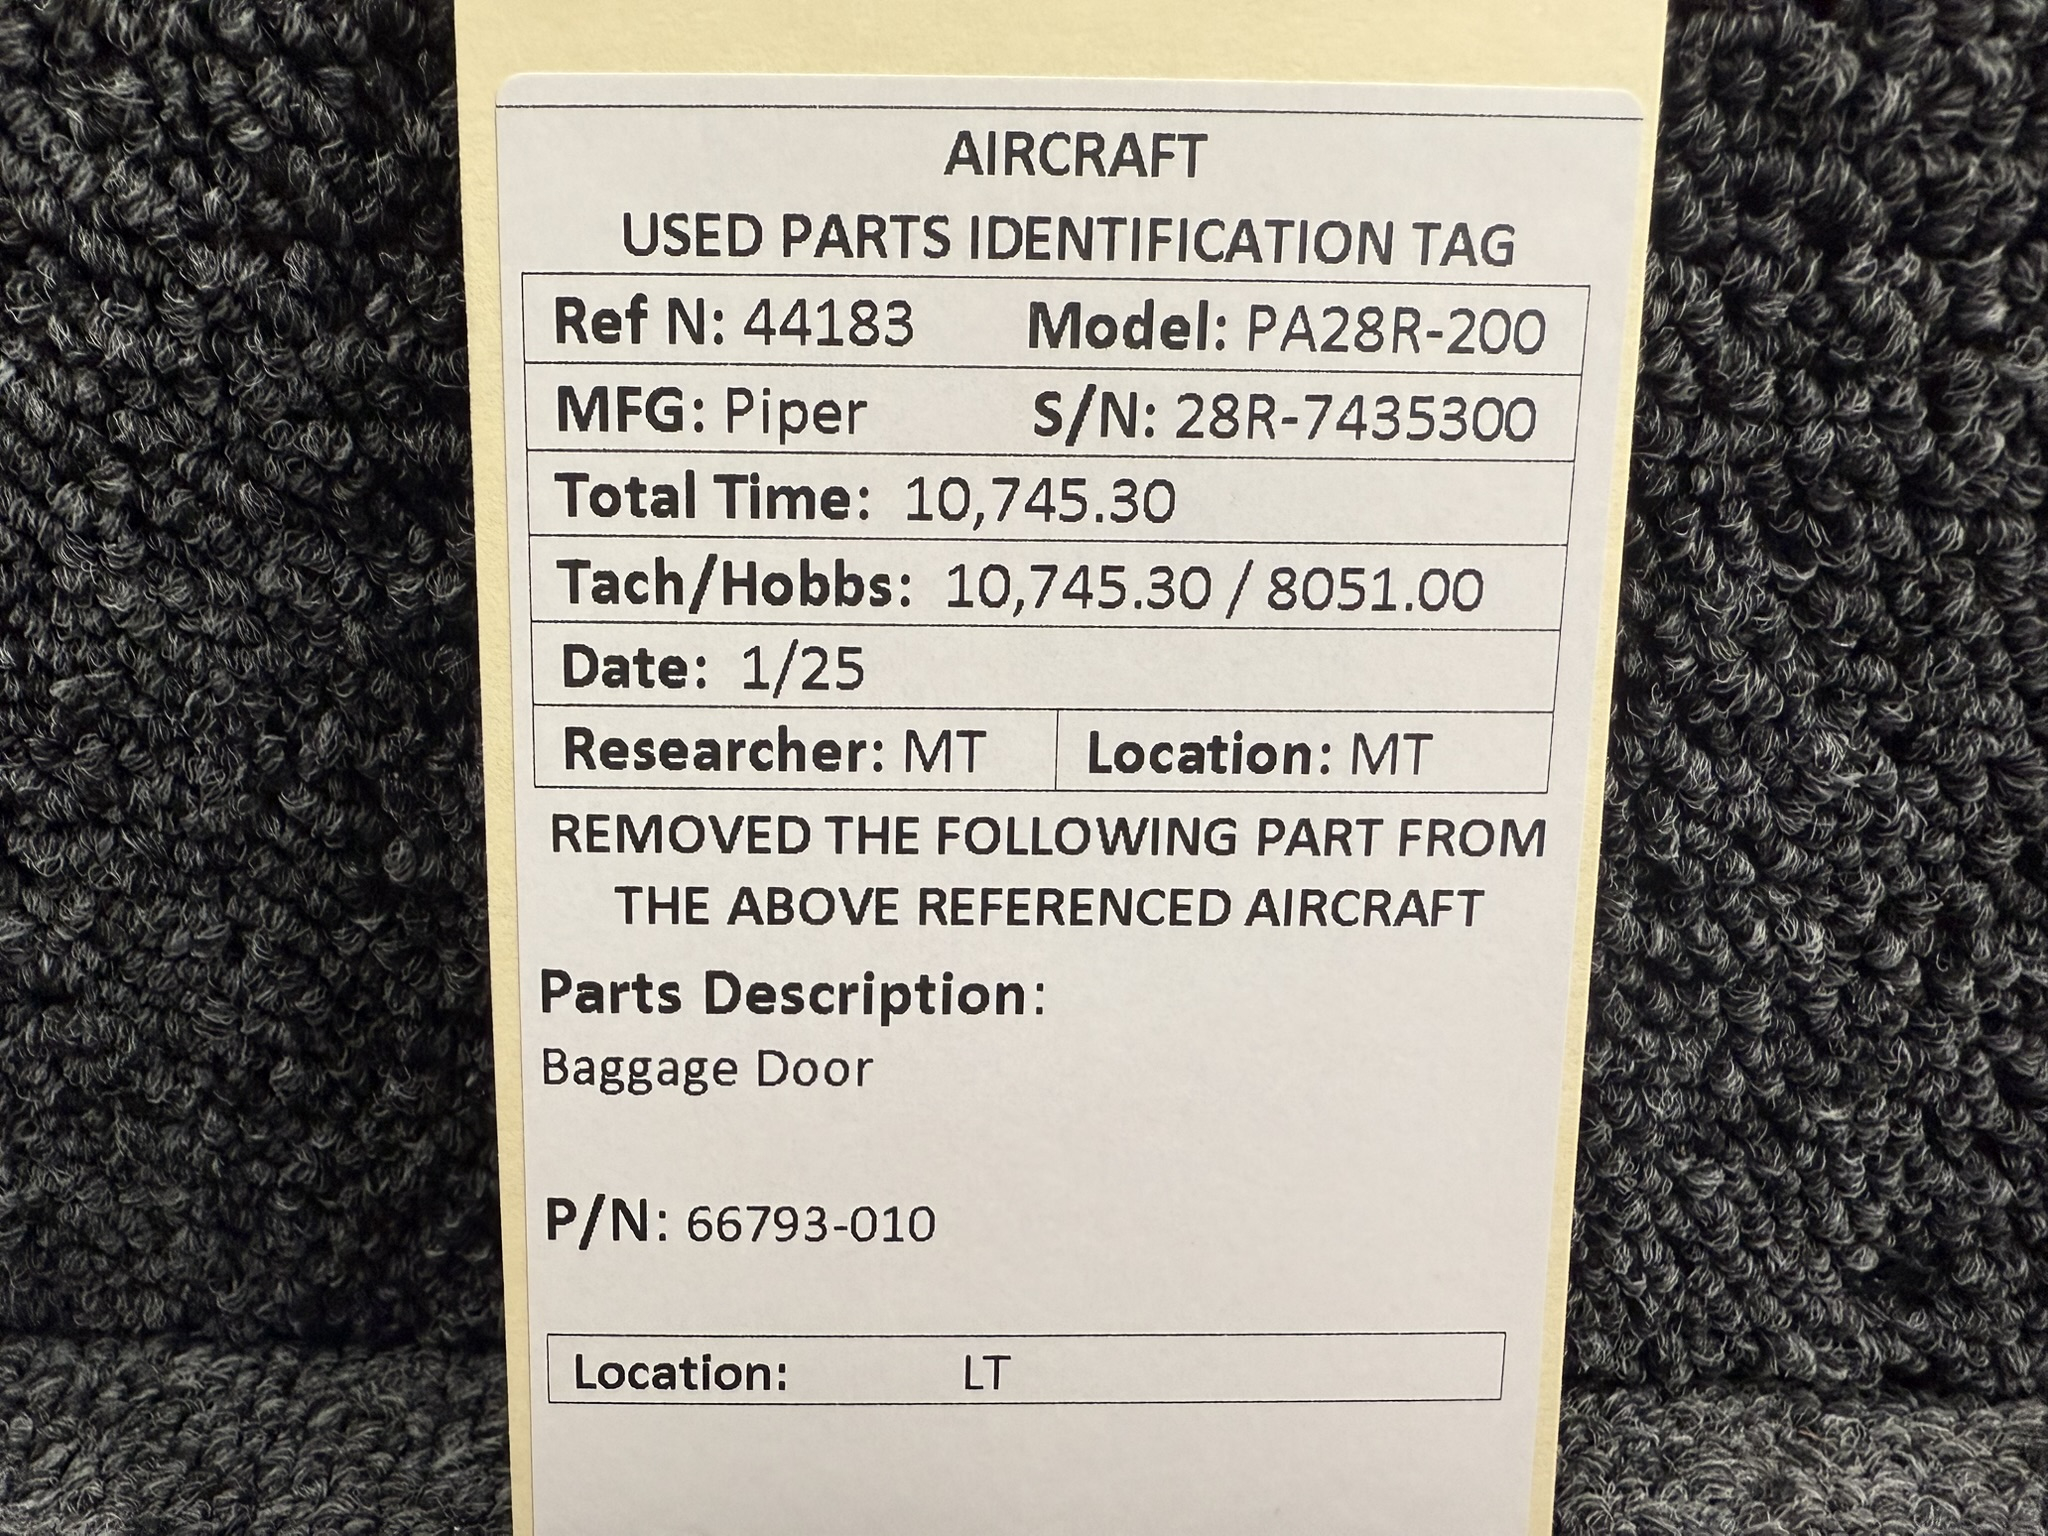 AIRCRAFT
USED PARTS IDENTIFICATION TAG
Ref N: 44183 Model: PA28R-200
MFG: Piper S/N: 28R-7435300
Total Time: 10,745.30
Tach/Hobbs: 10,745.30 / 8051.00
Date: 1/25
Researcher: MT Location: MT
REMOVED THE FOLLOWING PART FROM
THE ABOVE REFERENCED AIRCRAFT
Parts Description:
Baggage Door
P/N: 66793-010
Location: LT